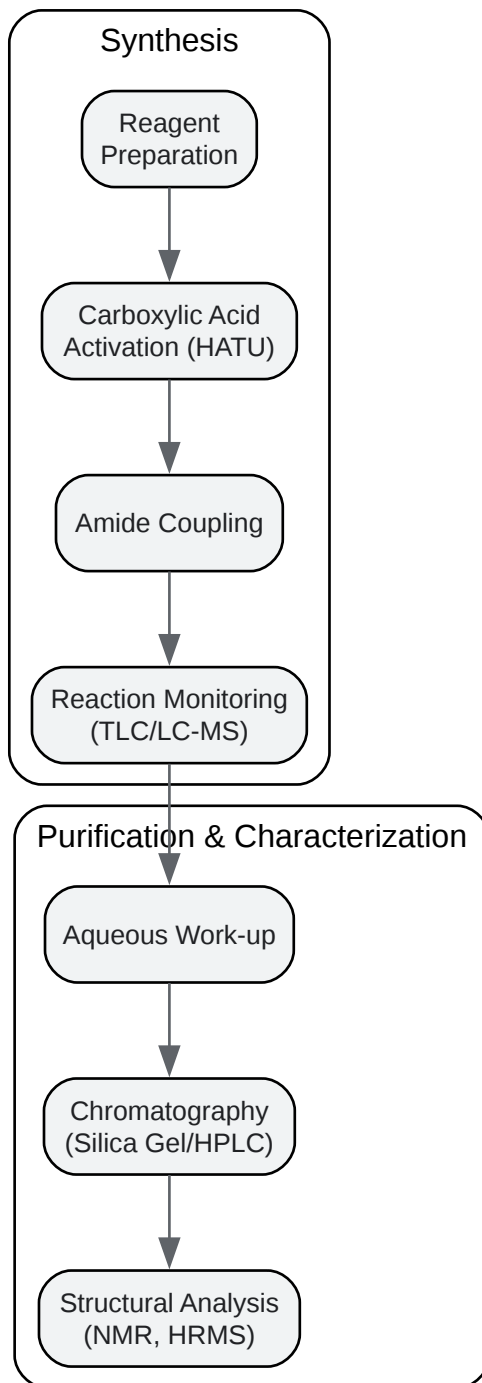 Synthesis
Reagent
Preparation
Carboxylic Acid
Activation (HATU)
Amide Coupling
Reaction Monitoring
(TLC/LC-MS)
Purification & Characterization
Aqueous Work-up
Chromatography
(Silica Gel/HPLC)
Structural Analysis
(NMR, HRMS)